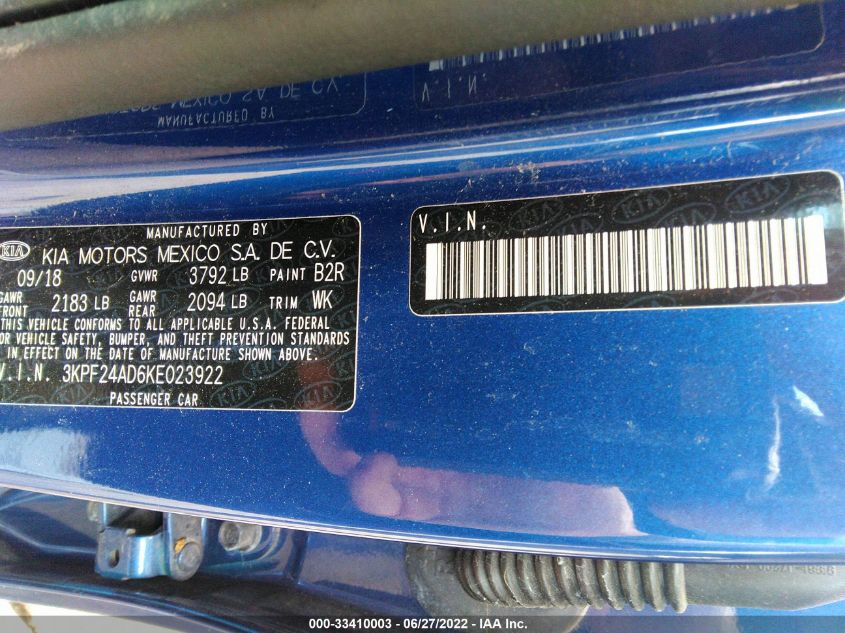 MANUFACTURED BY
KIA KIA MOTORS MEXICO S.A. DE C.V.
09/18 GVWR 3792 LB PAINT B2R
GAWR FRONT 2183 LB GAWR REAR 2094 LB TRIM WK
THIS VEHICLE CONFORMS TO ALL APPLICABLE U.S.A. FEDERAL
VEHICLE SAFETY, BUMPER, AND THEFT PREVENTION STANDARDS
IN EFFECT ON THE DATE OF MANUFACTURE SHOWN ABOVE.
V.I.N. 3KPF24AD6KE023922
PASSENGER CAR
V.I.N.
000-33410003 - 06/27/2022 - IAA Inc.